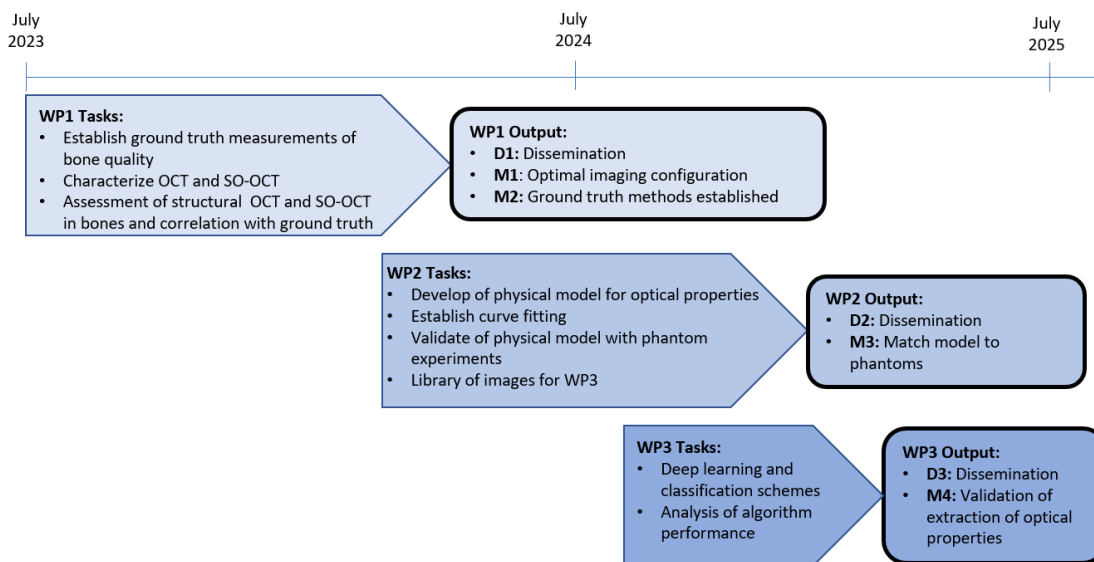 July
2023
July
2024
July
2025
WP1 Tasks:
• Establish ground truth measurements of
bone quality
• Characterize OCT and SO-OCT
• Assessment of structural OCT and SO-OCT
in bones and correlation with ground truth
WP1 Output:
• D1: Dissemination
• M1: Optimal imaging configuration
• M2: Ground truth methods established
WP2 Tasks:
• Develop of physical model for optical properties
• Establish curve fitting
• Validate of physical model with phantom
experiments
• Library of images for WP3
WP2 Output:
• D2: Dissemination
• M3: Match model to
phantoms
WP3 Tasks:
• Deep learning and
classification schemes
• Analysis of algorithm
performance
WP3 Output:
• D3: Dissemination
• M4: Validation of
extraction of optical
properties